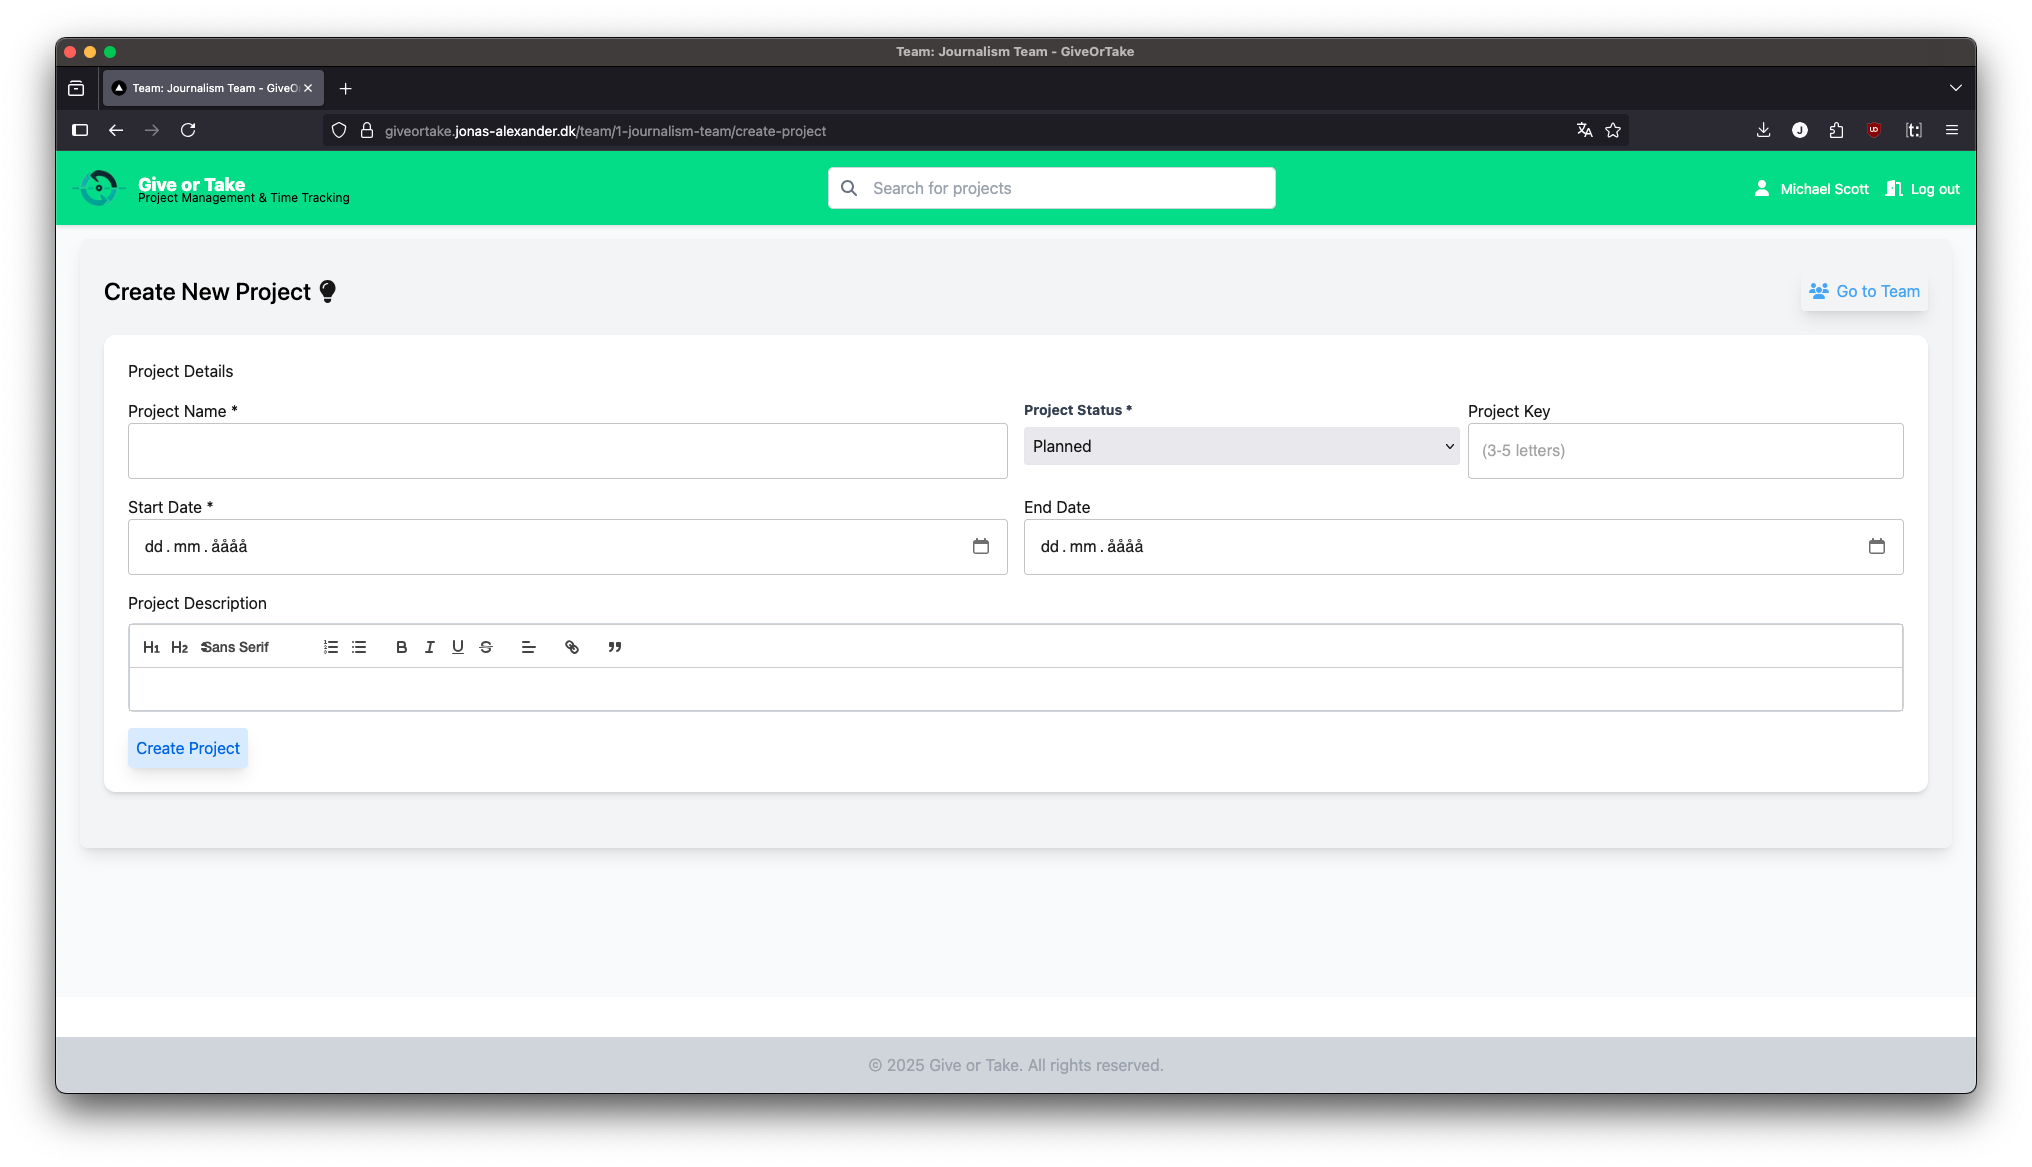 Team: Journalism Team - GiveOrTake
Team: Journalism Team - GiveO
giveortake.jonas-alexander.dk/team/1-journalism-team/create-project
J
UD
[t:]
Give or Take
Project Management & Time Tracking
Search for projects
Michael Scott
Log out
Create New Project
Go to Team
Project Details
Project Name *
Project Status *
Project Key
Planned
(3-5 letters)
Start Date *
End Date
dd . mm . åååå
dd . mm . åååå
Project Description
H1 H2 Sans Serif B I U S
Create Project
© 2025 Give or Take. All rights reserved.